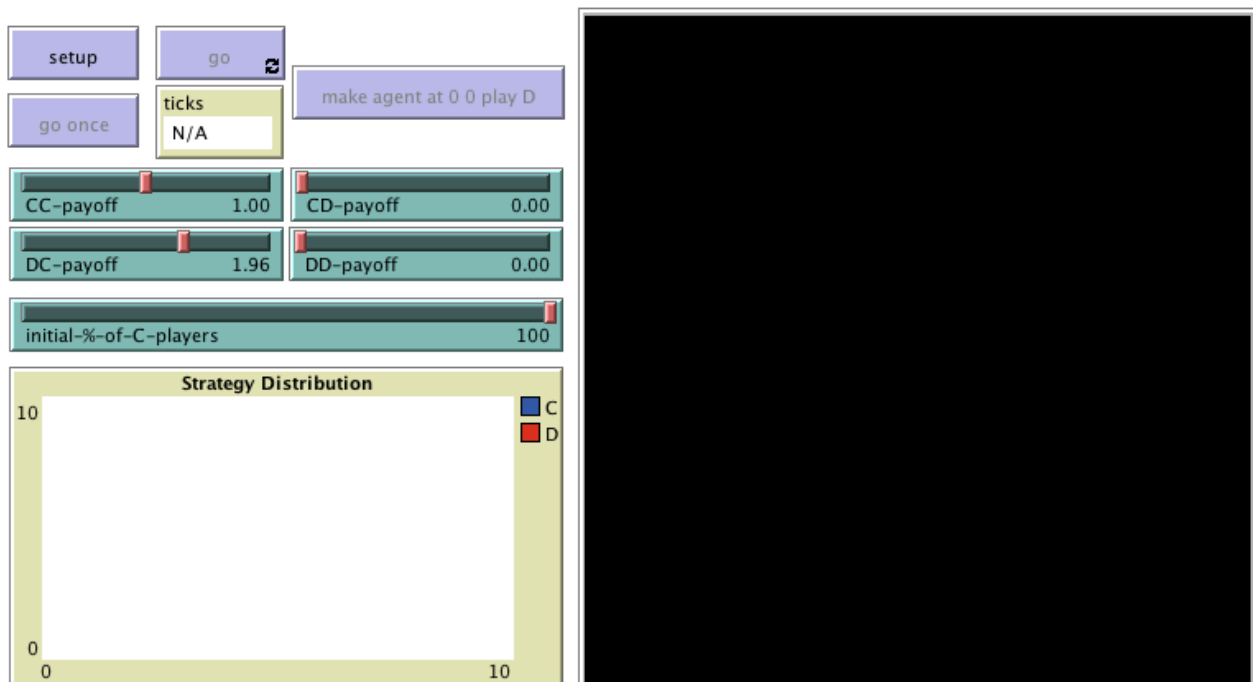 setup
go
make agent at 0 0 play D
go once
ticks
N/A
CC-payoff 1.00
CD-payoff 0.00
DC-payoff 1.96
DD-payoff 0.00
initial-%-of-C-players 100
Strategy Distribution
10
C
D
0
0 10